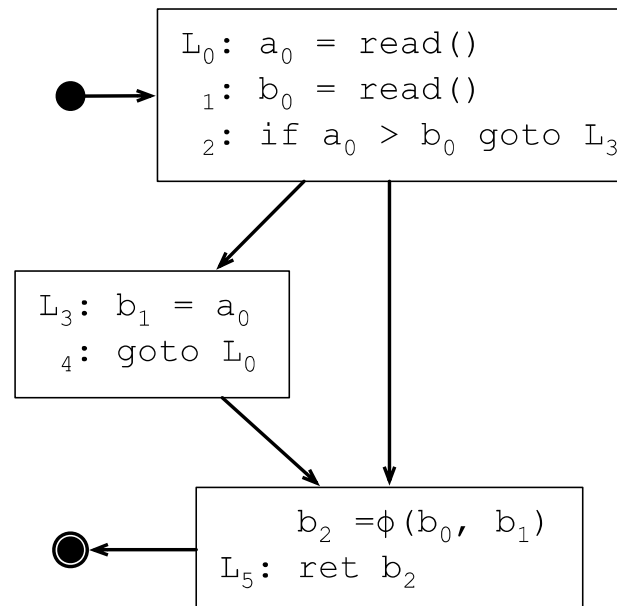 L₀: a₀ = read()
₁: b₀ = read()
₂: if a₀ > b₀ goto L₃
L₃: b₁ = a₀
₄: goto L₀
b₂ =ϕ(b₀, b₁)
L₅: ret b₂